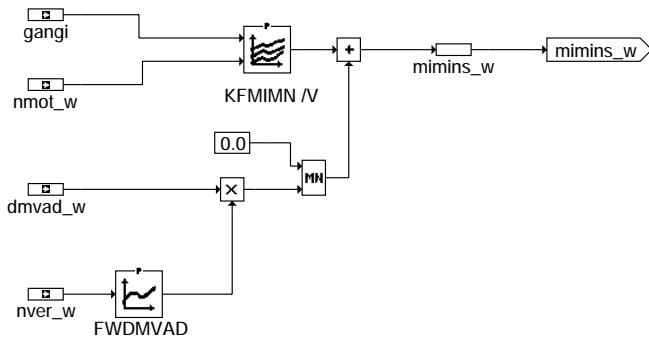 P
gangi
mimins_w
mimins_w
nmot_w
KFMIMN /V
0.0
MN
dmvad_w
P
nver_w
FWDMVAD